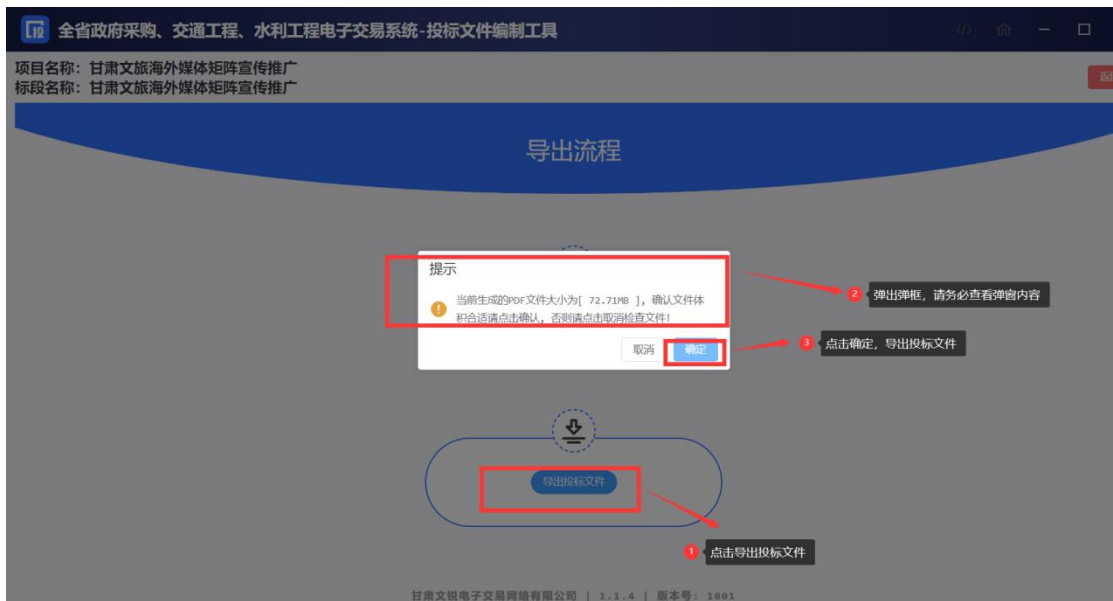 全省政府采购、交通工程、水利工程电子交易系统-投标文件编制工具
项目名称：甘肃文旅海外媒体矩阵宣传推广
标段名称：甘肃文旅海外媒体矩阵宣传推广
返
导出流程
提示
当前生成的PDF文件大小为[ 72.71MB ]，确认文件体
积合适请点击确认，否则请点击取消检查文件！
取消 确定
2 弹出弹框，请务必查看弹窗内容
3 点击确定，导出投标文件
导出投标文件
1 点击导出投标文件
甘肃文锐电子交易网络有限公司 | 1.1.4 | 版本号: 1001